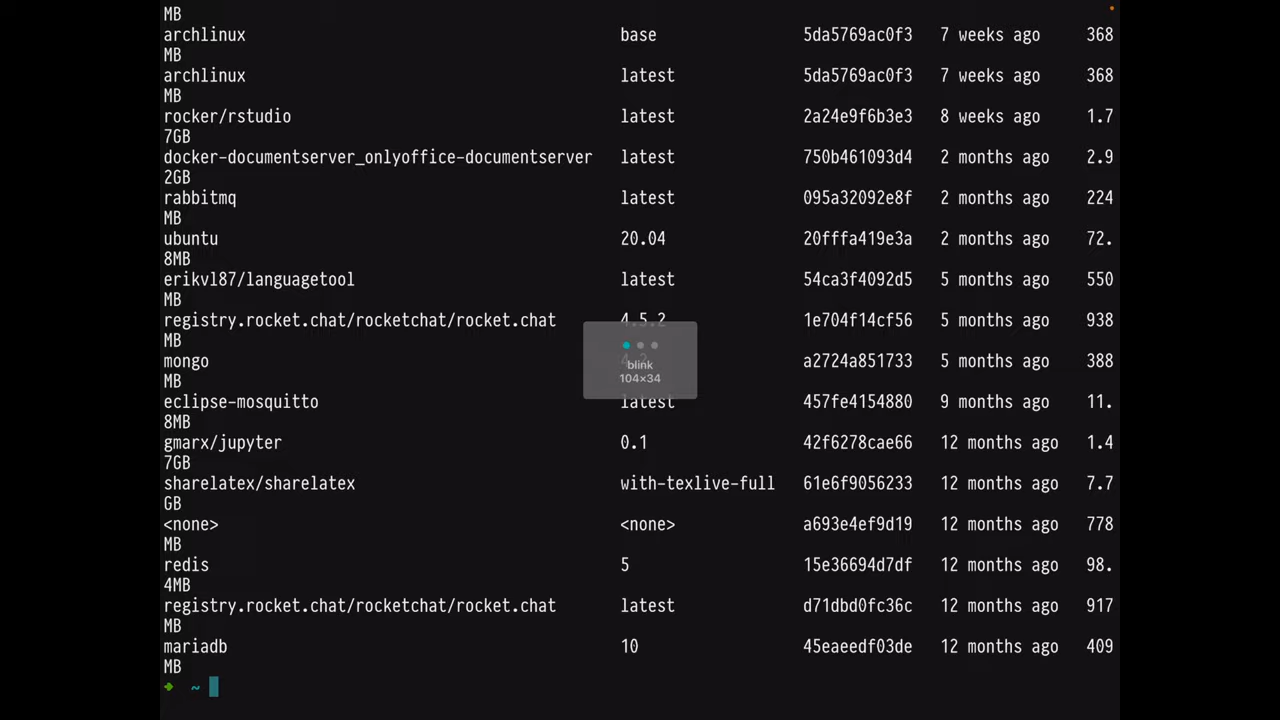 MB
archlinux base 5da5769ac0f3 7 weeks ago 368
MB
archlinux latest 5da5769ac0f3 7 weeks ago 368
MB
rocker/rstudio latest 2a24e9f6b3e3 8 weeks ago 1.7
7GB
docker-documentserver_onlyoffice-documentserver latest 750b461093d4 2 months ago 2.9
2GB
rabbitmq latest 095a32092e8f 2 months ago 224
MB
ubuntu 20.04 20fffa419e3a 2 months ago 72.
8MB
erikvl87/languagetool latest 54ca3f4092d5 5 months ago 550
MB
registry.rocket.chat/rocketchat/rocket.chat 4.5.2 1e704f14cf56 5 months ago 938
MB
mongo a2724a851733 5 months ago 388
blink
104×34
MB
eclipse-mosquitto latest 457fe4154880 9 months ago 11.
8MB
gmarx/jupyter 0.1 42f6278cae66 12 months ago 1.4
7GB
sharelatex/sharelatex with-texlive-full 61e6f9056233 12 months ago 7.7
GB
<none> <none> a693e4ef9d19 12 months ago 778
MB
redis 5 15e36694d7df 12 months ago 98.
4MB
registry.rocket.chat/rocketchat/rocket.chat latest d71dbd0fc36c 12 months ago 917
MB
mariadb 10 45eaeedf03de 12 months ago 409
MB
➜ ~